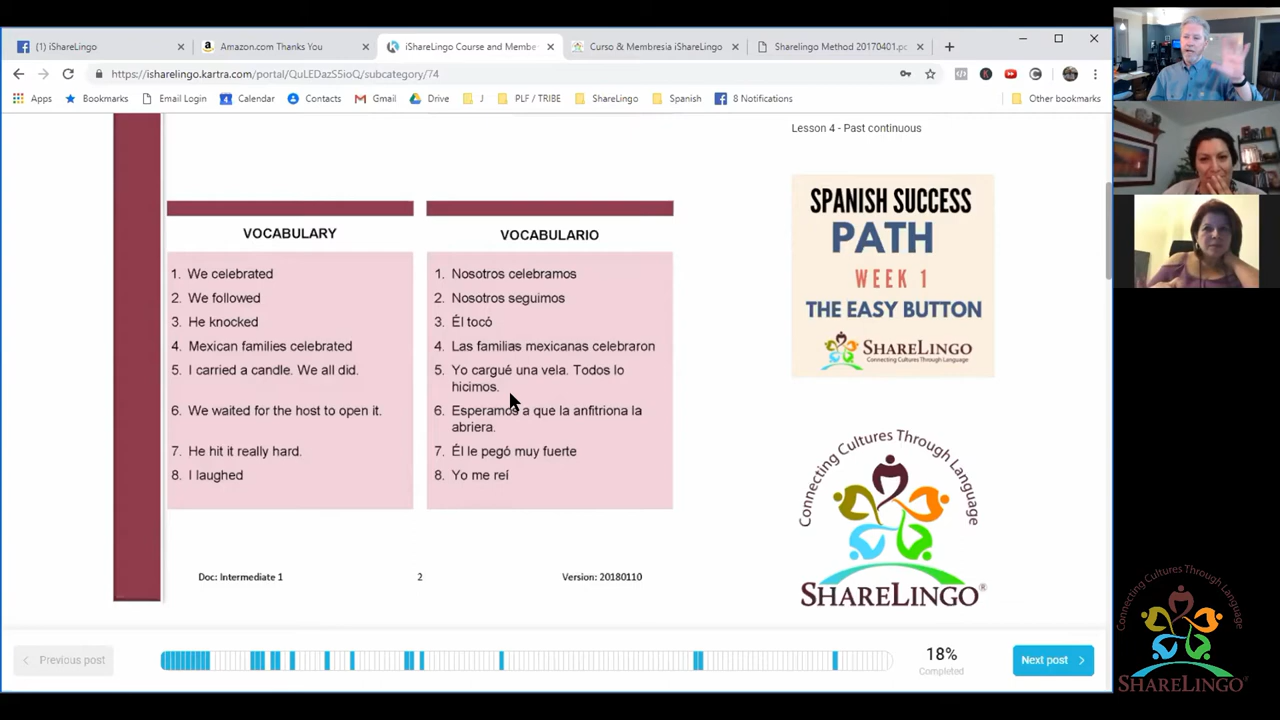 (1) iShareLingo
Amazon.com Thank You
iShareLingo Course and Membe
Curso & Membresia iShareLingo
Sharelingo Method 20170401.p
https://isharelingo.kartra.com/portal/QuLEDazS5ioQ/subcategory/74
Apps
Bookmarks
Email Login
Calendar
Contacts
Gmail
Drive
J
PLF / TRIBE
ShareLingo
Spanish
8 Notifications
Other bookmarks
Lesson 4 - Past continuous
VOCABULARY
1. We celebrated
2. We followed
3. He knocked
4. Mexican families celebrated
5. I carried a candle. We all did.
6. We waited for the host to open it.
7. He hit it really hard.
8. I laughed
VOCABULARIO
1. Nosotros celebramos
2. Nosotros seguimos
3. Él tocó
4. Las familias mexicanas celebraron
5. Yo cargué una vela. Todos lo
hicimos.
6. Esperamos a que la anfitriona la
abriera.
7. Él le pegó muy fuerte
8. Yo me reí
Doc: Intermediate 1
2
Version: 20180110
SPANISH SUCCESS
PATH
WEEK 1
THE EASY BUTTON
SHARELINGO
Connecting Cultures Through Language
Connecting Cultures Through Language
SHARELINGO®
Previous post
18%
Completed
Next post
Connecting Cultures Through Language
SHARELINGO®